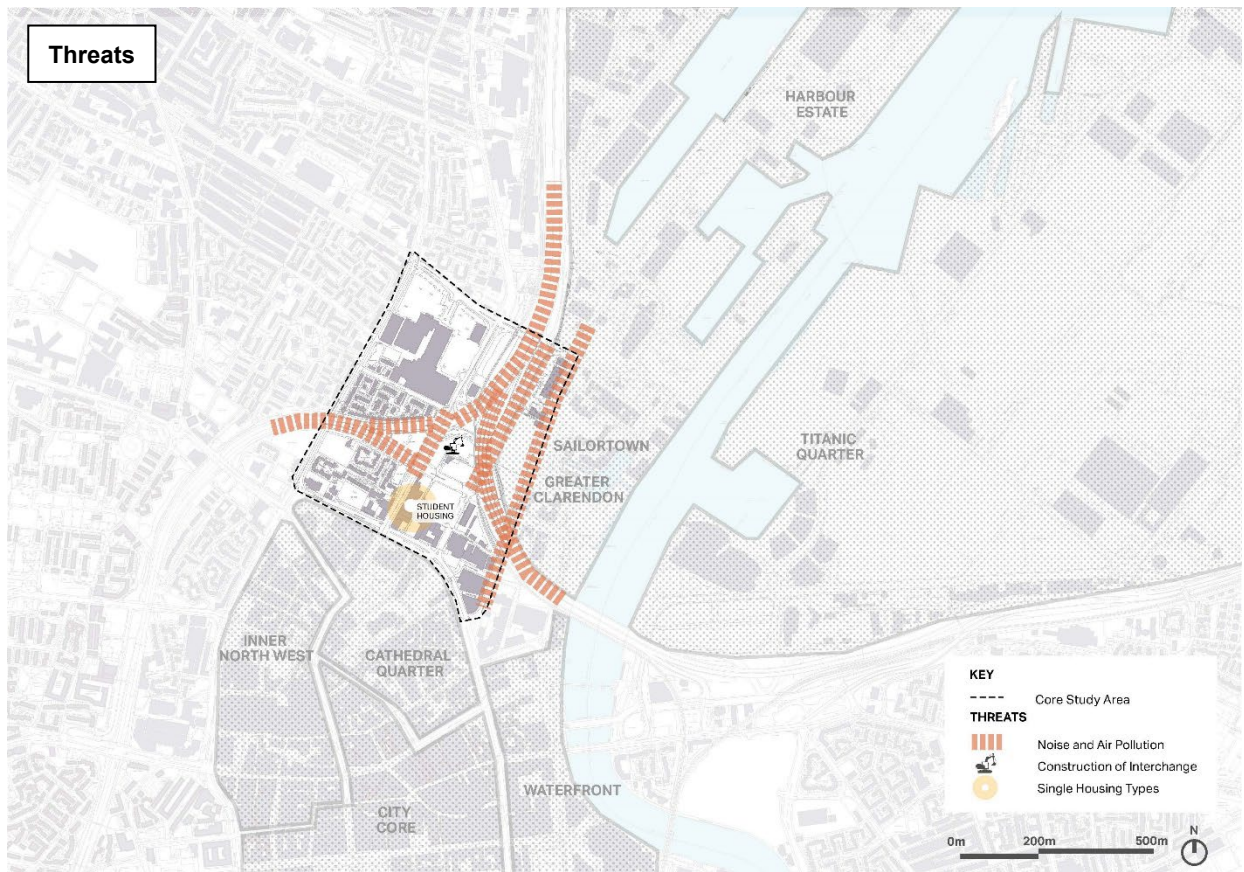 Threats
HARBOUR
ESTATE
SAILORTOWN
TITANIC
QUARTER
GREATER
CLARENDON
STUDENT
HOUSING
INNER
NORTH WEST
CATHEDRAL
QUARTER
WATERFRONT
CITY
CORE
KEY
Core Study Area
THREATS
Noise and Air Pollution
Construction of Interchange
Single Housing Types
0m 200m 500m
N